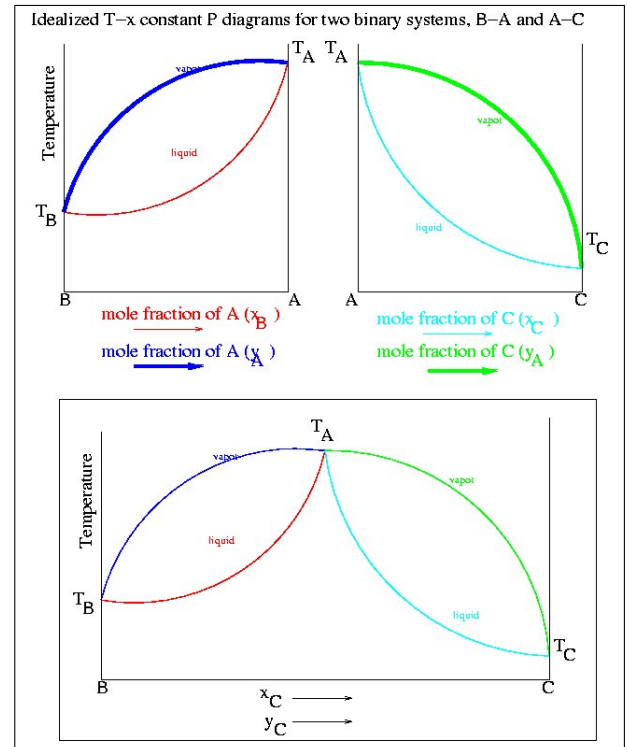 Idealized T-x constant P diagrams for two binary systems, B-A and A-C
T_A T_A
vapor
Temperature
vapor
liquid
T_B
liquid
T_C
B A A C
mole fraction of A (x_B ) mole fraction of C (x_C )
mole fraction of A (y_A ) mole fraction of C (y_A )
T_A
vapor
Temperature
vapor
liquid
T_B
liquid
T_C
B C
x_C
y_C